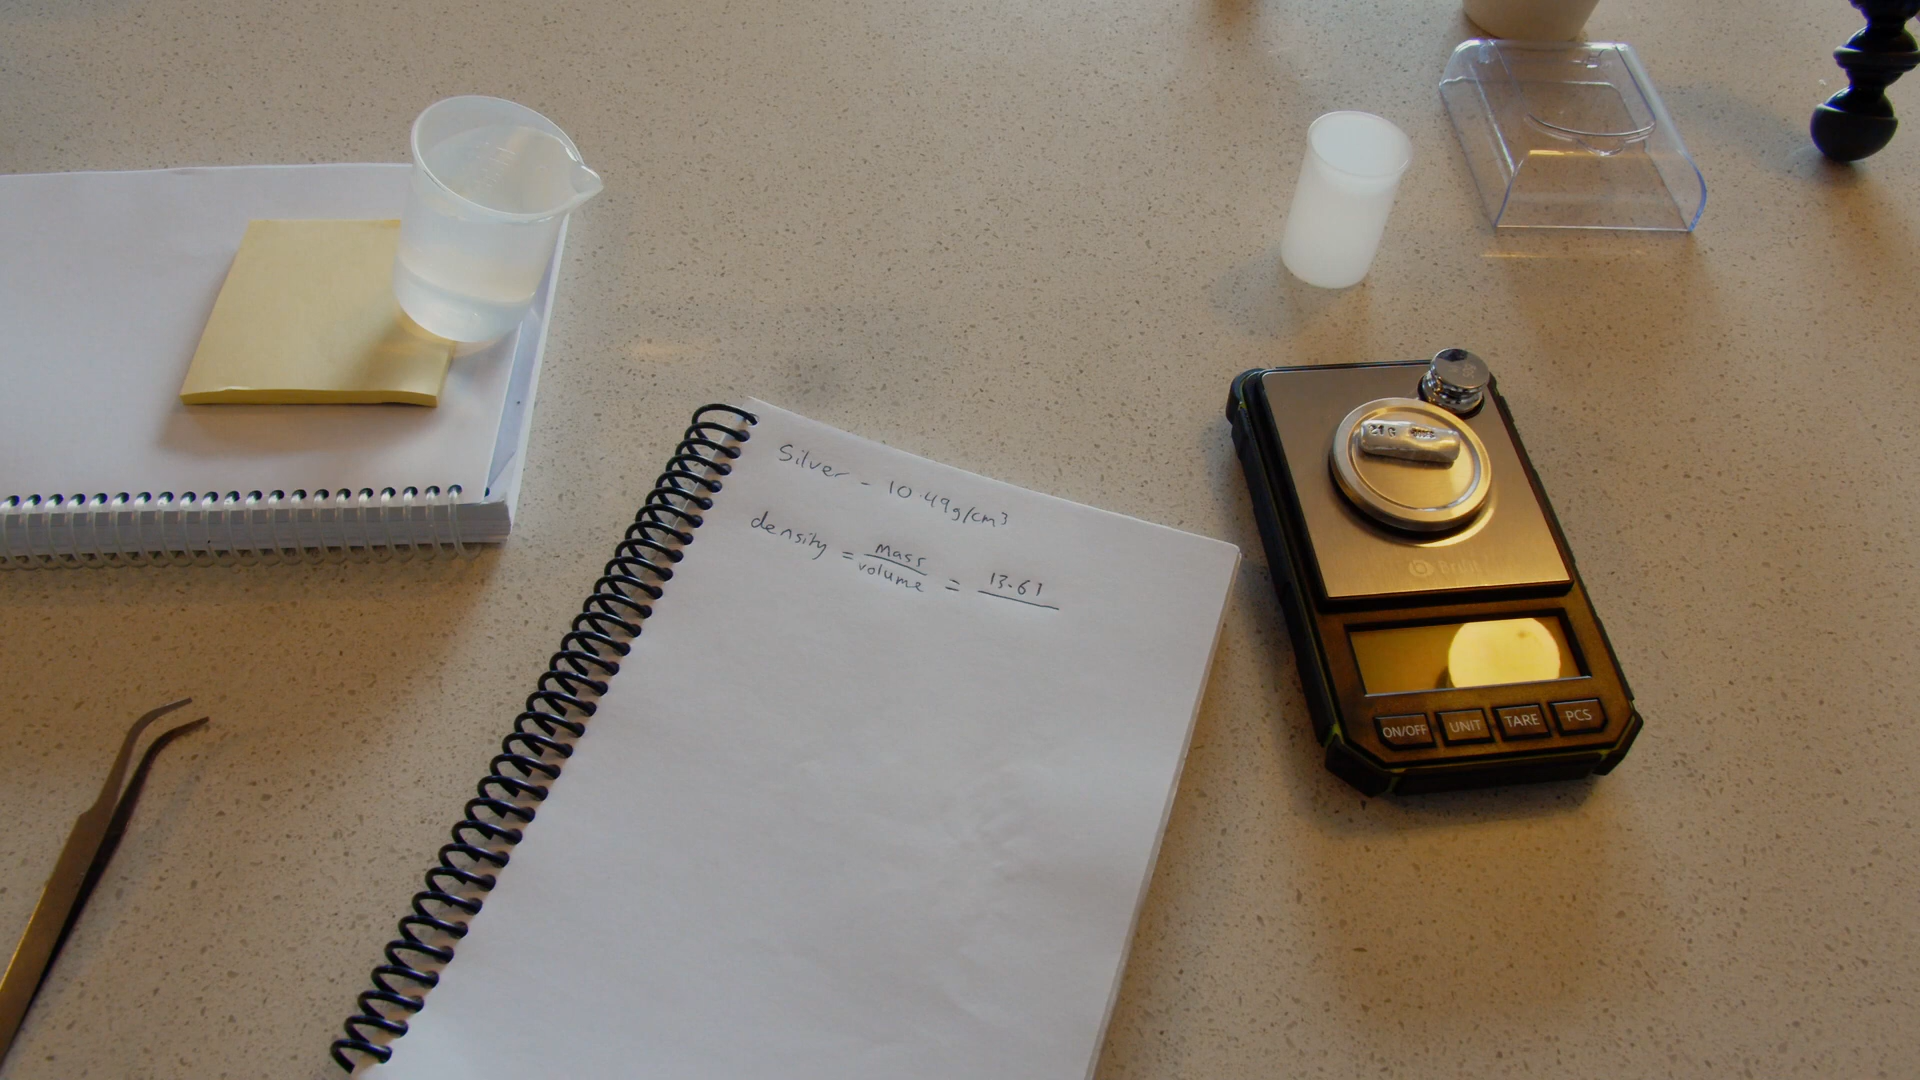 Silver - 10.49g/cm³
density = mass/volume = 13.61
ON/OFF UNIT TARE PCS